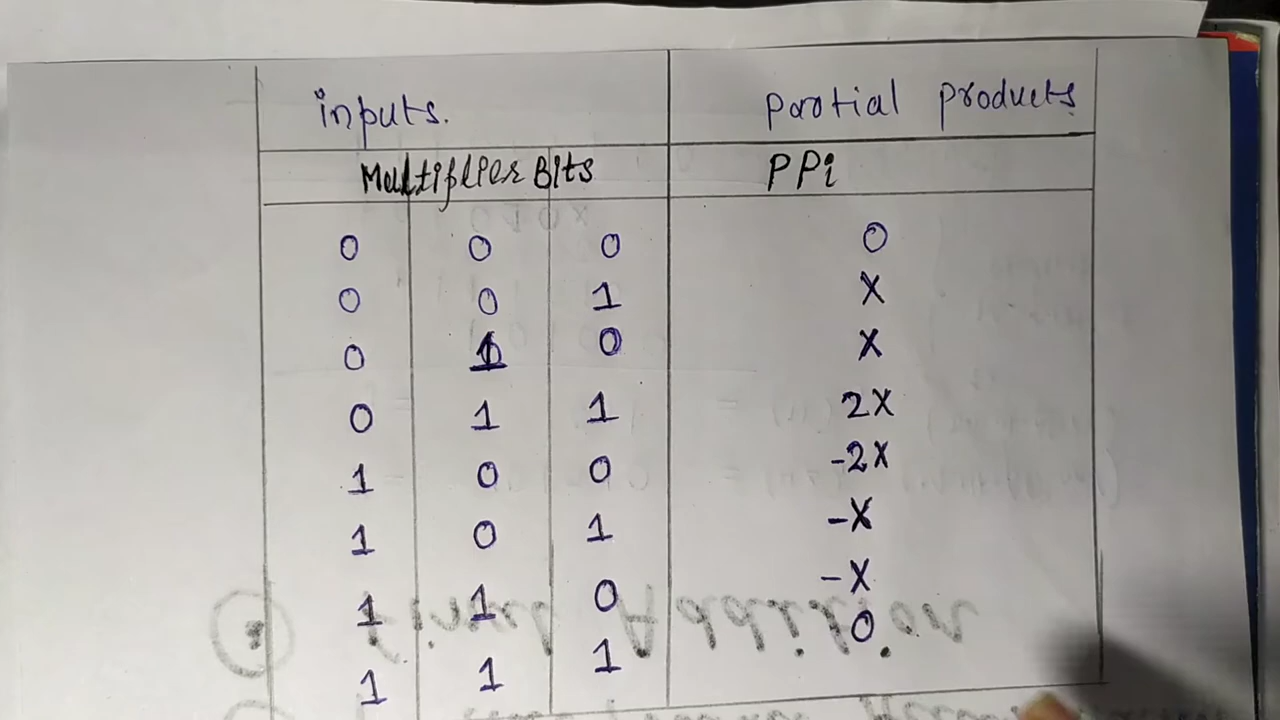 inputs. Partial products
Multiplier Bits PPi
0 0 0 0
0 0 1 X
0 1 0 X
0 1 1 2X
1 0 0 -2X
1 0 1 -X
1 1 0 -X
1 1 1 0